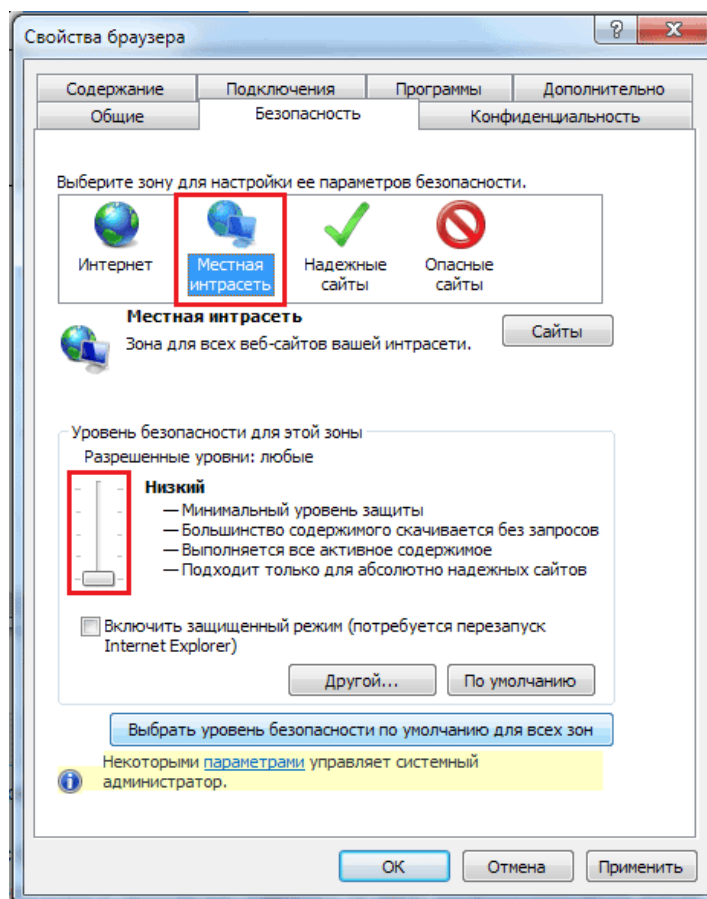 Свойства браузера
Содержание Подключения Программы Дополнительно
Общие Безопасность Конфиденциальность
Выберите зону для настройки ее параметров безопасности.
Интернет Местная интрасеть Надежные сайты Опасные сайты
Местная интрасеть
Зона для всех веб-сайтов вашей интрасети.
Сайты
Уровень безопасности для этой зоны
Разрешенные уровни: любые
Низкий
— Минимальный уровень защиты
— Большинство содержимого скачивается без запросов
— Выполняется все активное содержимое
— Подходит только для абсолютно надежных сайтов
Включить защищенный режим (потребуется перезапуск
Internet Explorer)
Другой... По умолчанию
Выбрать уровень безопасности по умолчанию для всех зон
Некоторыми параметрами управляет системный
администратор.
ОК Отмена Применить